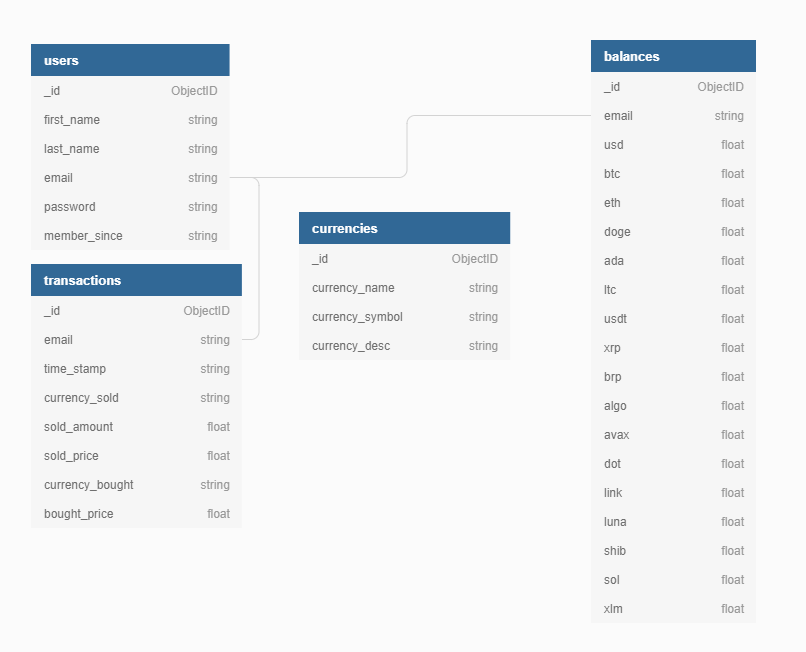 users
_id ObjectID
first_name string
last_name string
email string
password string
member_since string
transactions
_id ObjectID
email string
time_stamp string
currency_sold string
sold_amount float
sold_price float
currency_bought string
bought_price float
currencies
_id ObjectID
currency_name string
currency_symbol string
currency_desc string
balances
_id ObjectID
email string
usd float
btc float
eth float
doge float
ada float
ltc float
usdt float
xrp float
brp float
algo float
avax float
dot float
link float
luna float
shib float
sol float
xlm float